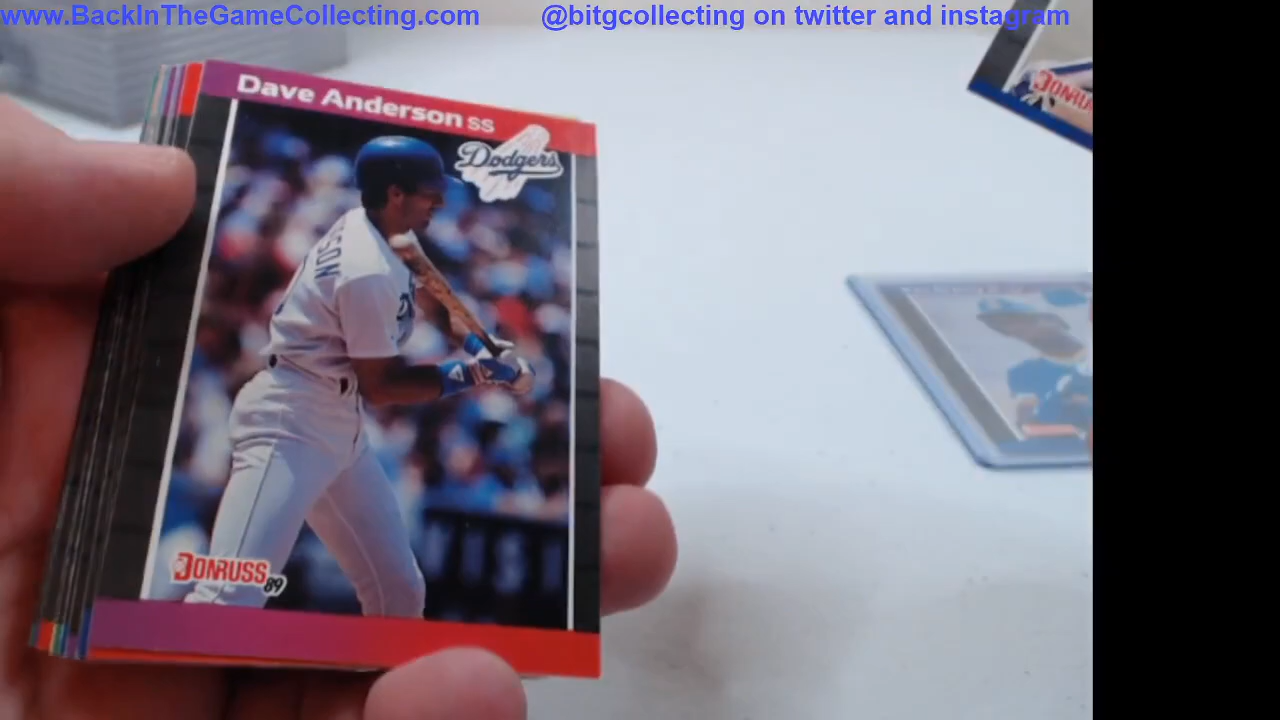 www.BackInTheGameCollecting.com @bitgcollecting on twitter and instagram
Dave Anderson SS
Dodgers
DONRUSS 89